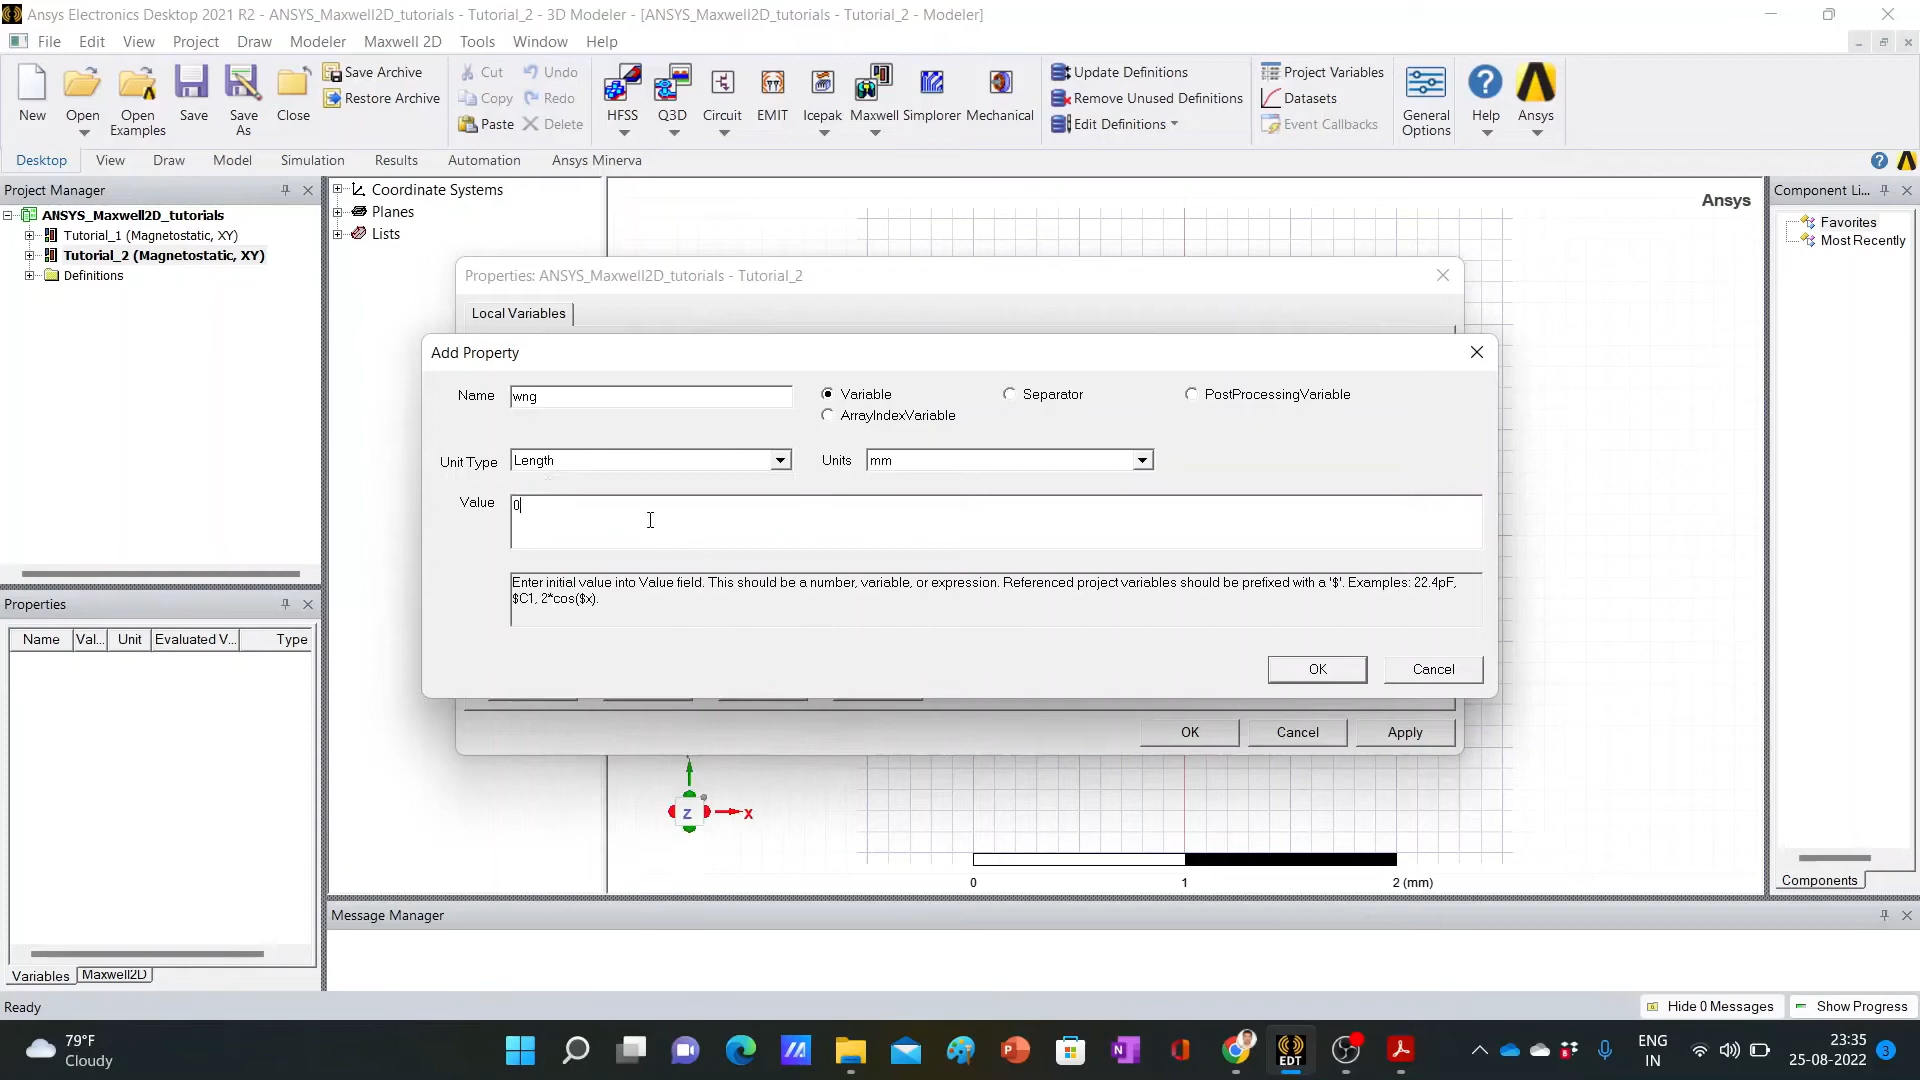 Ansys Electronics Desktop 2021 R2 - ANSYS_Maxwell2D_tutorials - Tutorial_2 - 3D Modeler - [ANSYS_Maxwell2D_tutorials - Tutorial_2 - Modeler]
File Edit View Project Draw Modeler Maxwell 2D Tools Window Help
New
Open
Open Examples
Save
Save As
Close
Save Archive
Restore Archive
Cut
Copy
Paste
Undo
Redo
Delete
HFSS
Q3D
Circuit
EMIT
Icepak
Maxwell
Simplorer
Mechanical
Update Definitions
Remove Unused Definitions
Edit Definitions
Project Variables
Datasets
Event Callbacks
General Options
Help
Ansys
Desktop View Draw Model Simulation Results Automation Ansys Minerva
Project Manager
ANSYS_Maxwell2D_tutorials
Tutorial_1 (Magnetostatic, XY)
Tutorial_2 (Magnetostatic, XY)
Definitions
Coordinate Systems
Planes
Lists
Ansys
Component Li...
Favorites
Most Recently
Components
Properties: ANSYS_Maxwell2D_tutorials - Tutorial_2
Local Variables
Add Property
Name wng
Variable
Separator
PostProcessingVariable
ArrayIndexVariable
Unit Type Length
Units mm
Value 0
Enter initial value into Value field. This should be a number, variable, or expression. Referenced project variables should be prefixed with a '$'. Examples: 22.4pF,
$C1, 2*cos($x).
OK Cancel
OK Cancel Apply
Properties
Name Val... Unit Evaluated V... Type
Variables Maxwell2D
Z X
0 1 2 (mm)
Message Manager
Ready
Hide 0 Messages Show Progress
79°F
Cloudy
EDT
ENG
IN
23:35
25-08-2022
3